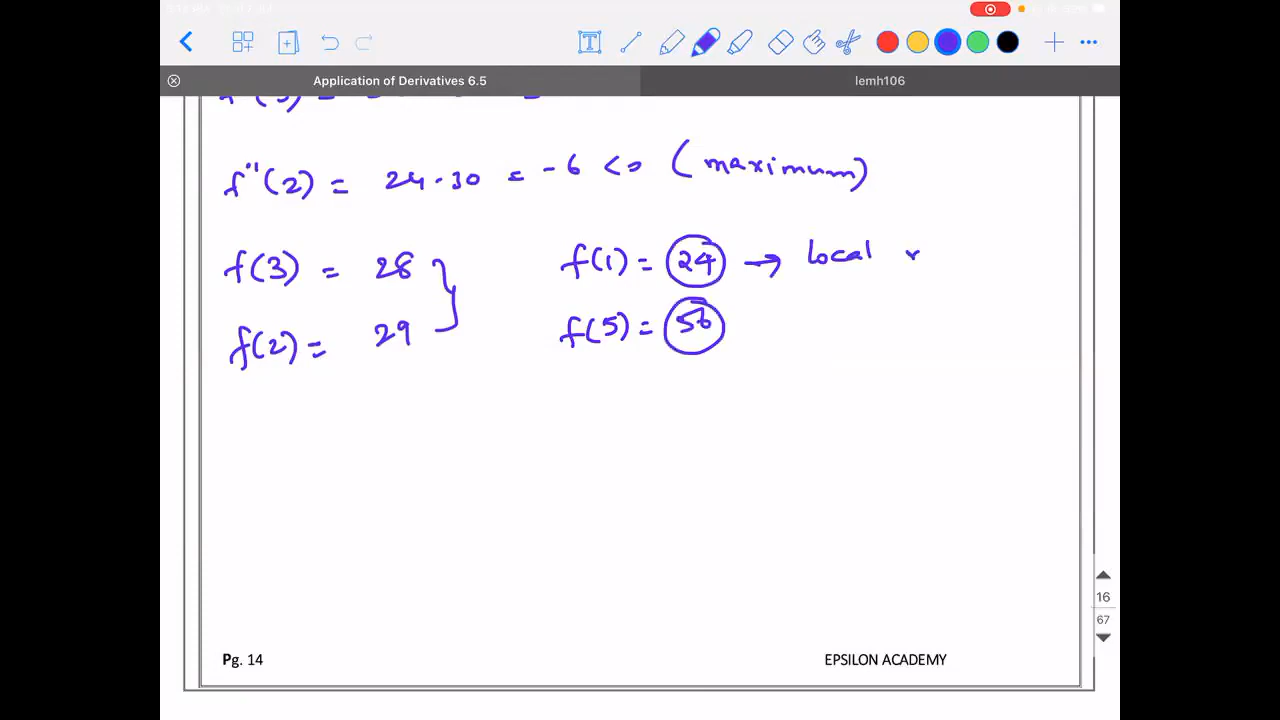 Application of Derivatives 6.5
lemh106
f''(2) = 24-30 = -6 <0 (maximum)
f(3) = 28
f(1) = 24 → local
f(2) = 29
f(5) = 56
16
67
Pg. 14
EPSILON ACADEMY